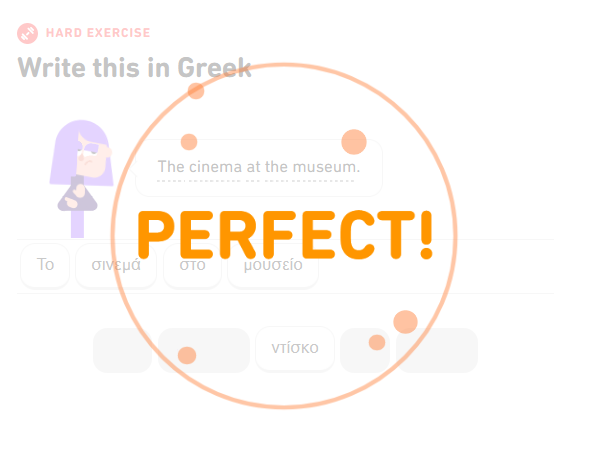 HARD EXERCISE
Write this in Greek
The cinema at the museum.
PERFECT!
Το σινεμά στο μουσείο
ντίσκο